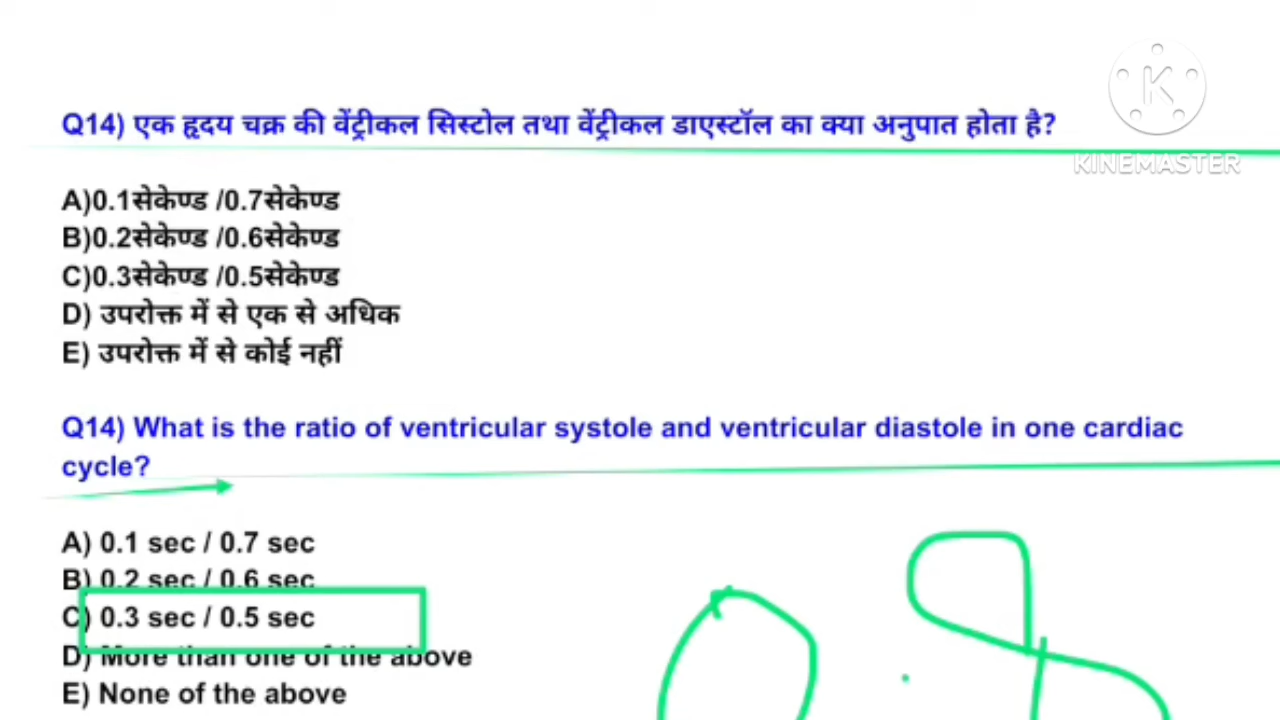 Q14) एक हृदय चक्र की वेंट्रीकल सिस्टोल तथा वेंट्रीकल डाएस्टॉल का क्या अनुपात होता है?
K
KINEMASTER
A)0.1सेकेण्ड /0.7सेकेण्ड
B)0.2सेकेण्ड /0.6सेकेण्ड
C)0.3सेकेण्ड /0.5सेकेण्ड
D) उपरोक्त में से एक से अधिक
E) उपरोक्त में से कोई नहीं
Q14) What is the ratio of ventricular systole and ventricular diastole in one cardiac
cycle?
A) 0.1 sec / 0.7 sec
B) 0.2 sec / 0.6 sec
C) 0.3 sec / 0.5 sec
D) More than one of the above
E) None of the above
0.8